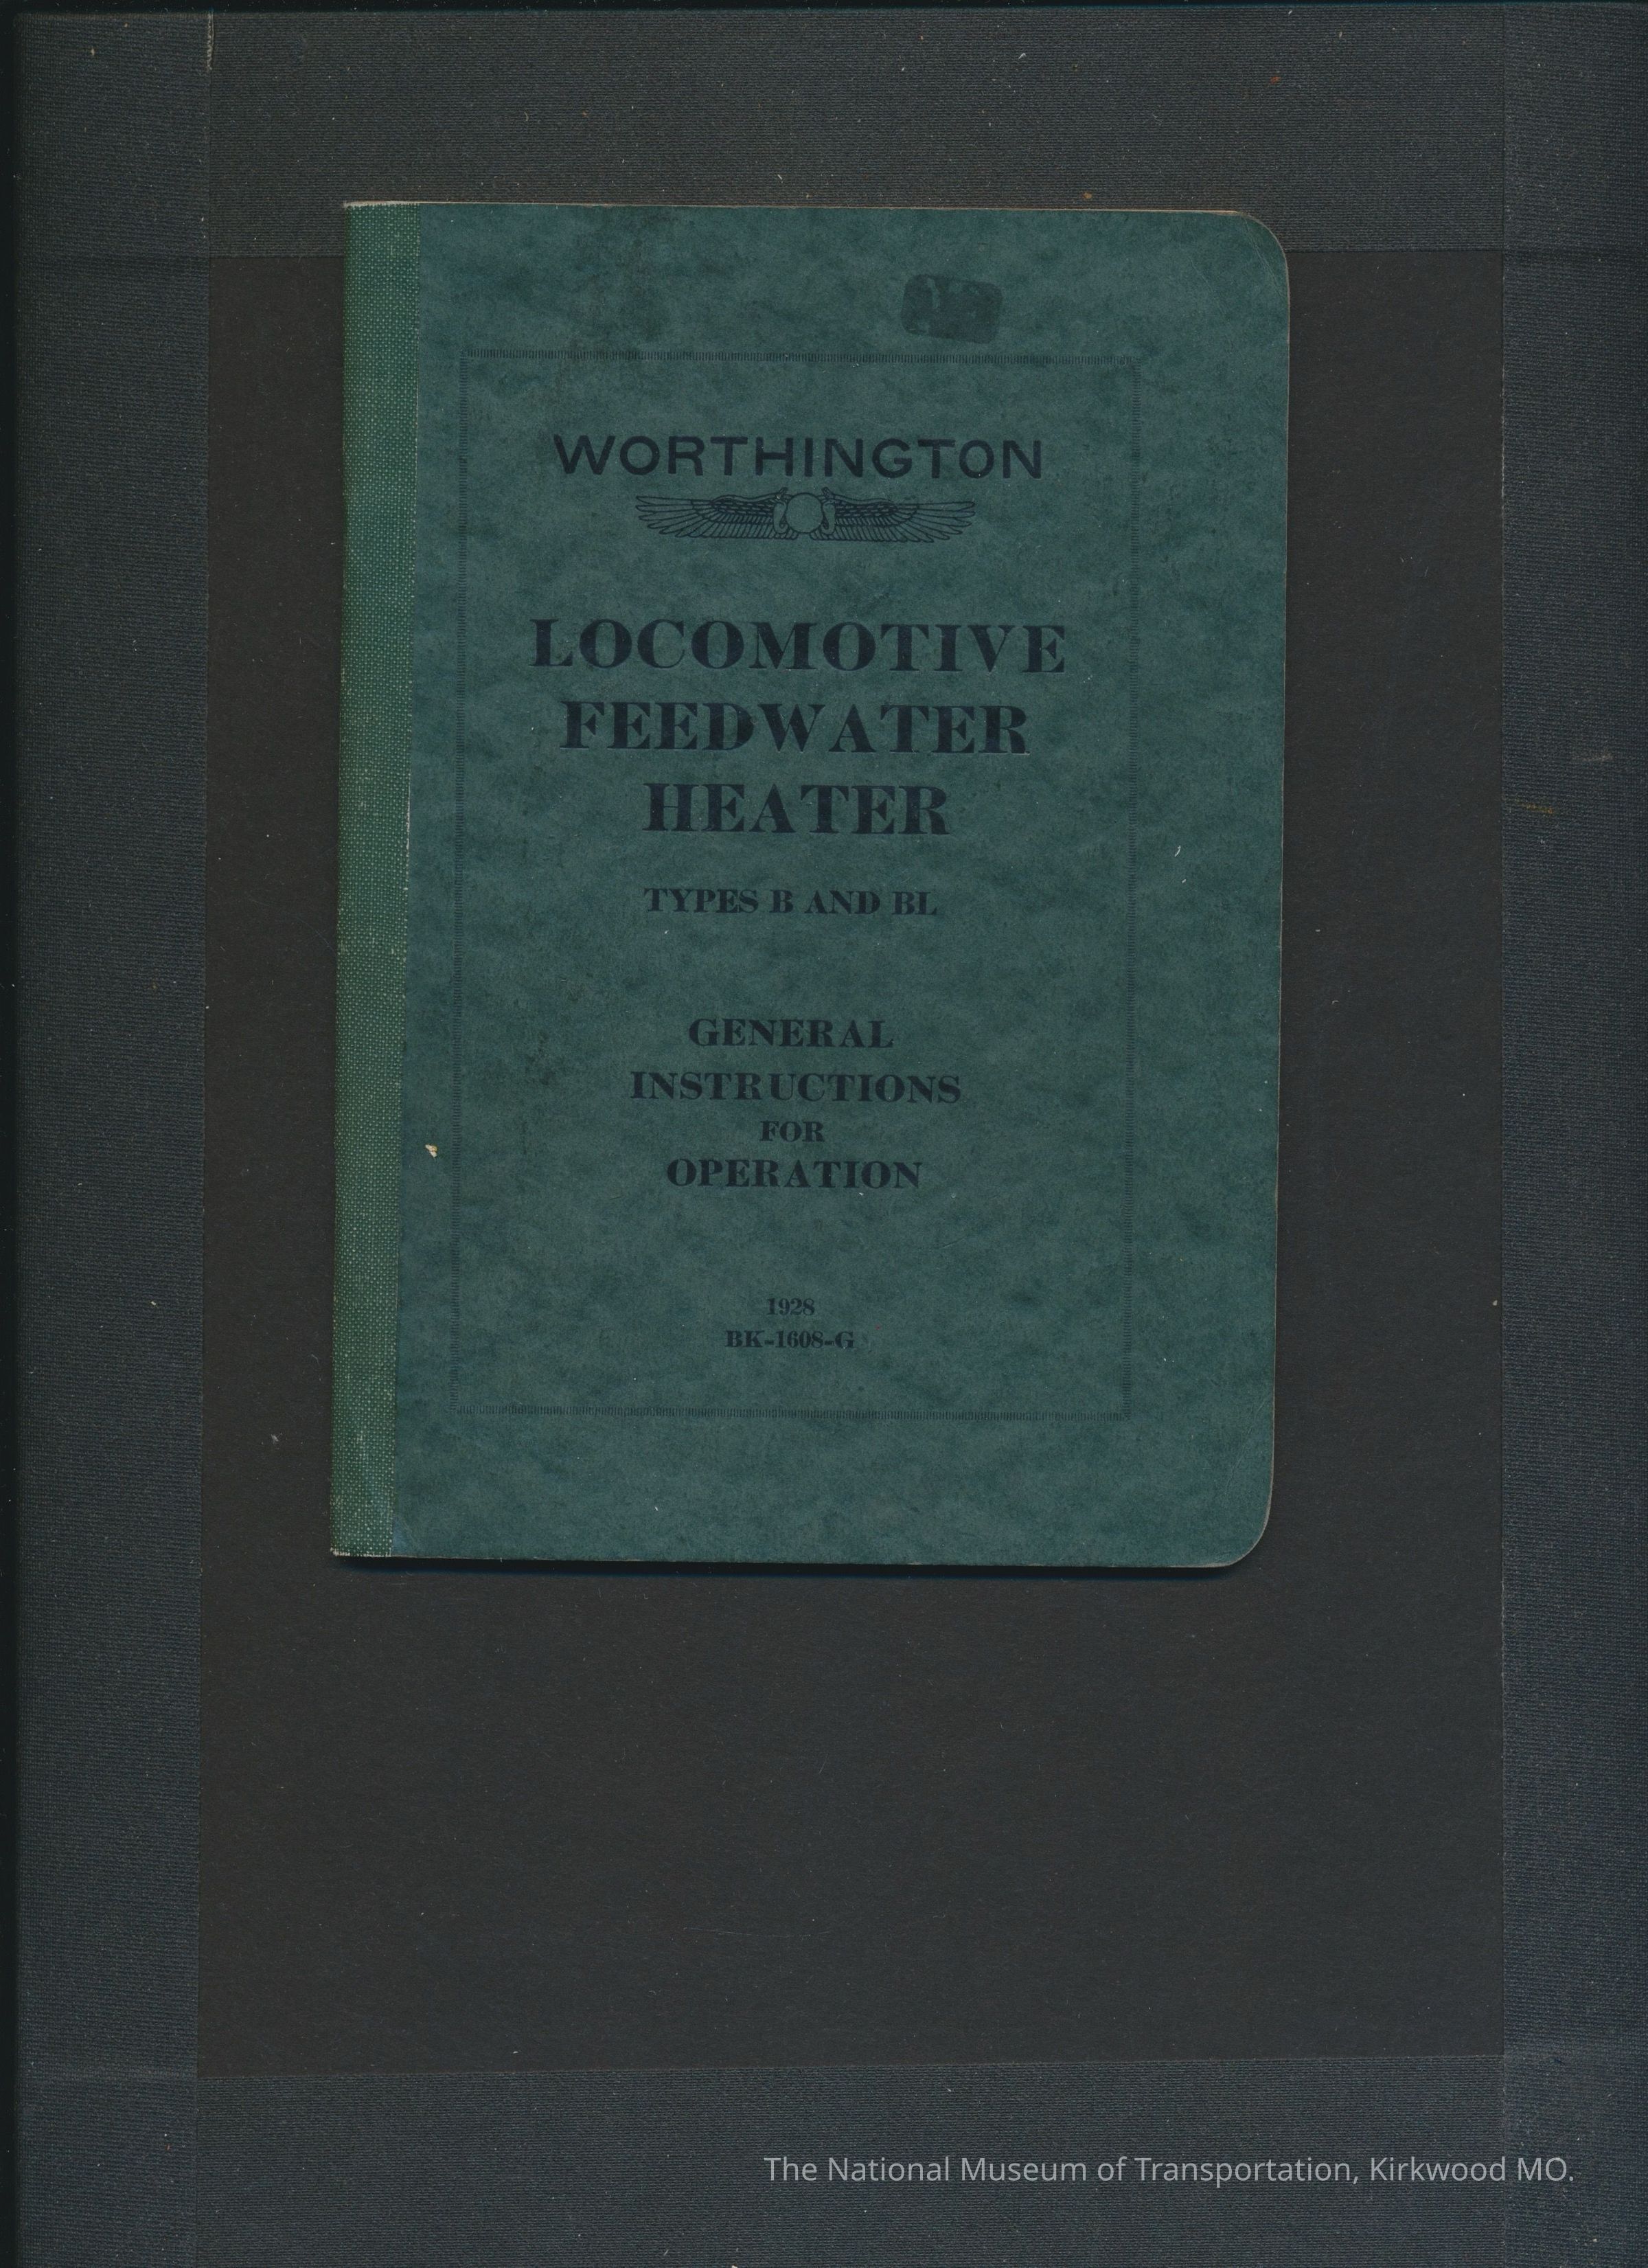 WORTHINGTON
LOCOMOTIVE
FEEDWATER
HEATER
TYPES B AND BL
GENERAL
INSTRUCTIONS
FOR
OPERATION
1928
BK-1608-G
The National Museum of Transportation, Kirkwood MO.